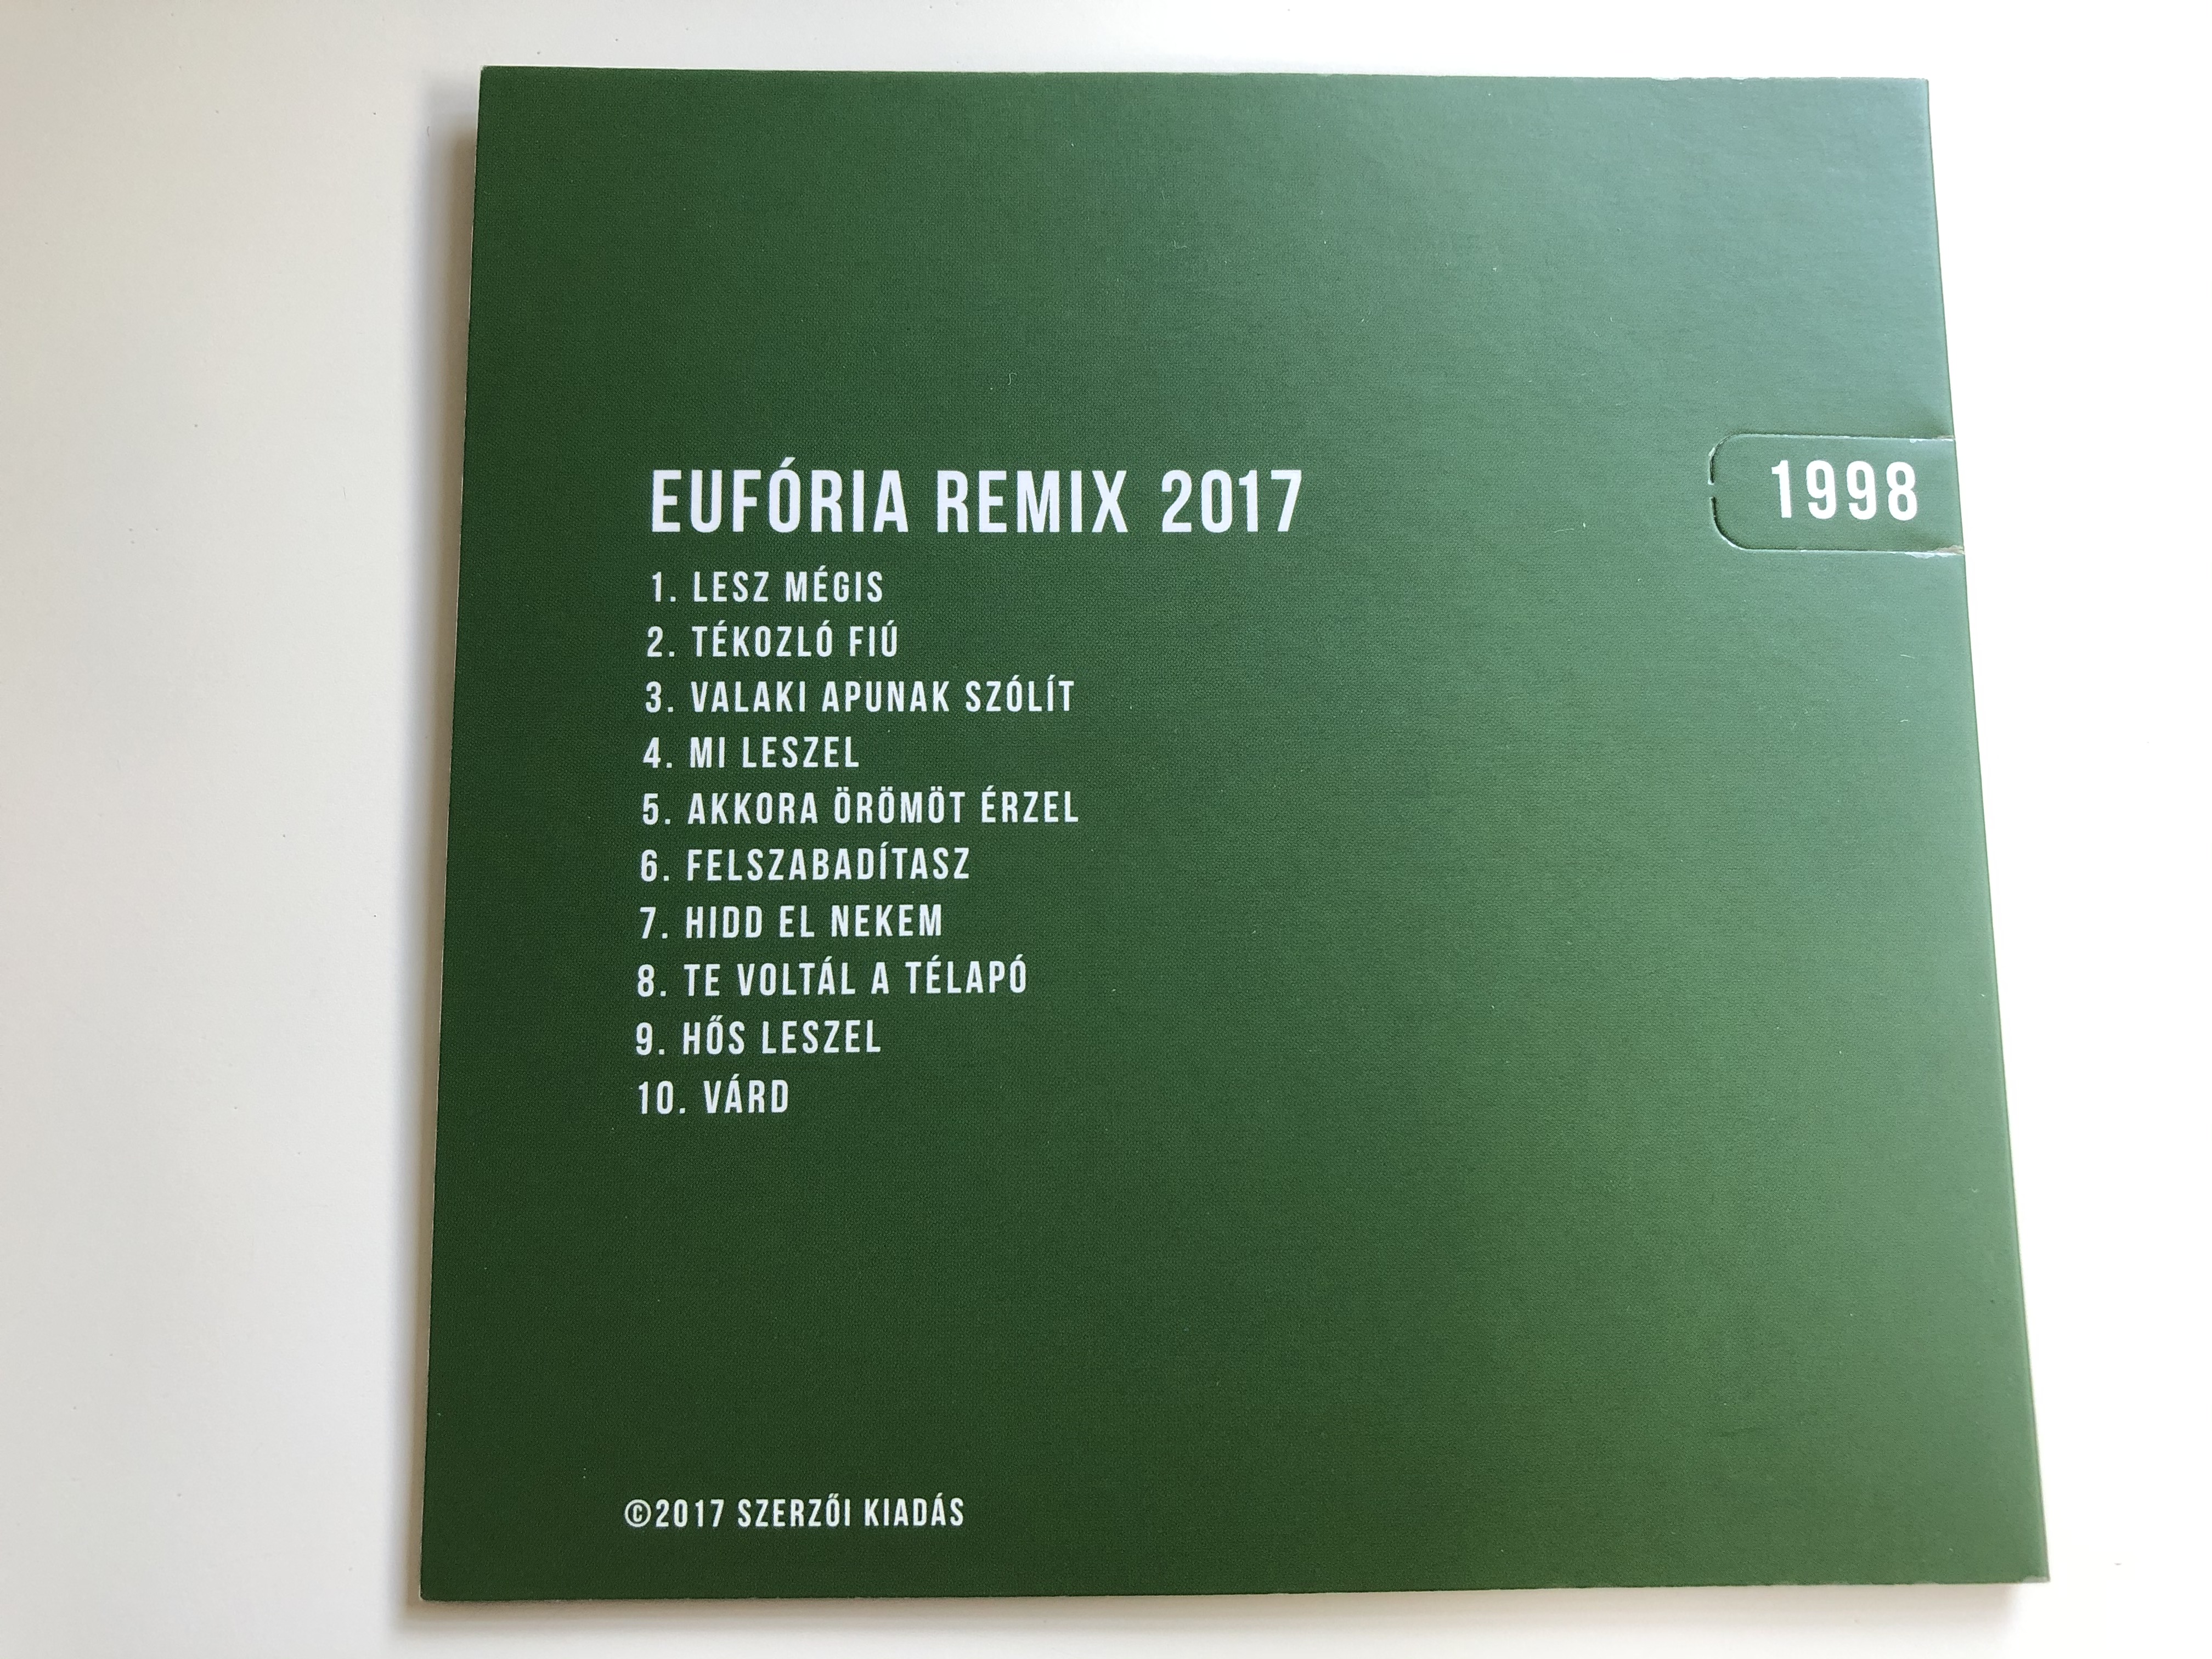 EUFÓRIA REMIX 2017
1998
1. LESZ MÉGIS
2. TÉKOZLÓ FIÚ
3. VALAKI APUNAK SZÓLÍT
4. MI LESZEL
5. AKKORA ÖRÖMÖT ÉRZEL
6. FELSZABADÍTASZ
7. HIDD EL NEKEM
8. TE VOLTÁL A TÉLAPÓ
9. HŐS LESZEL
10. VÁRD
©2017 SZERZŐI KIADÁS